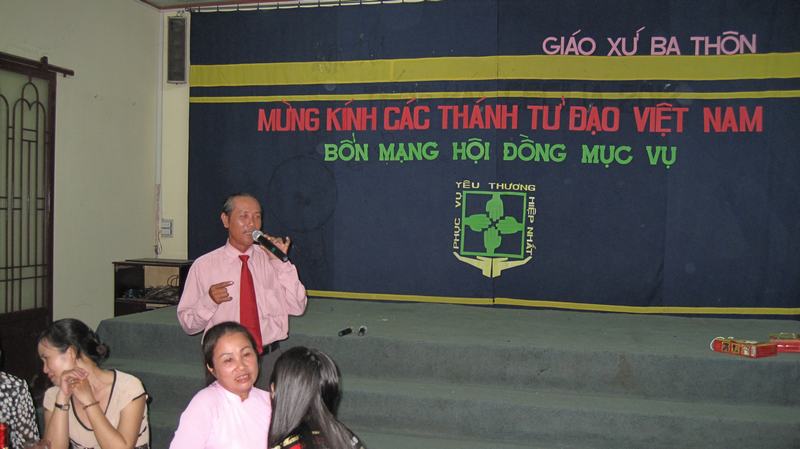 GIÁO XỨ BA THÔN
MỪNG KÍNH CÁC THÁNH TỬ ĐẠO VIỆT NAM
BỔN MẠNG HỘI ĐỒNG MỤC VỤ
PHỤC VỤ
YÊU THƯƠNG
HIỆP NHẤT